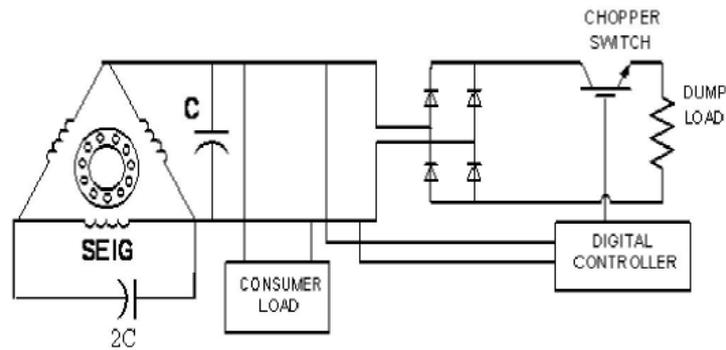 CHOPPER
SWITCH
C
DUMP
LOAD
SEIG
CONSUMER
LOAD
DIGITAL
CONTROLLER
2C